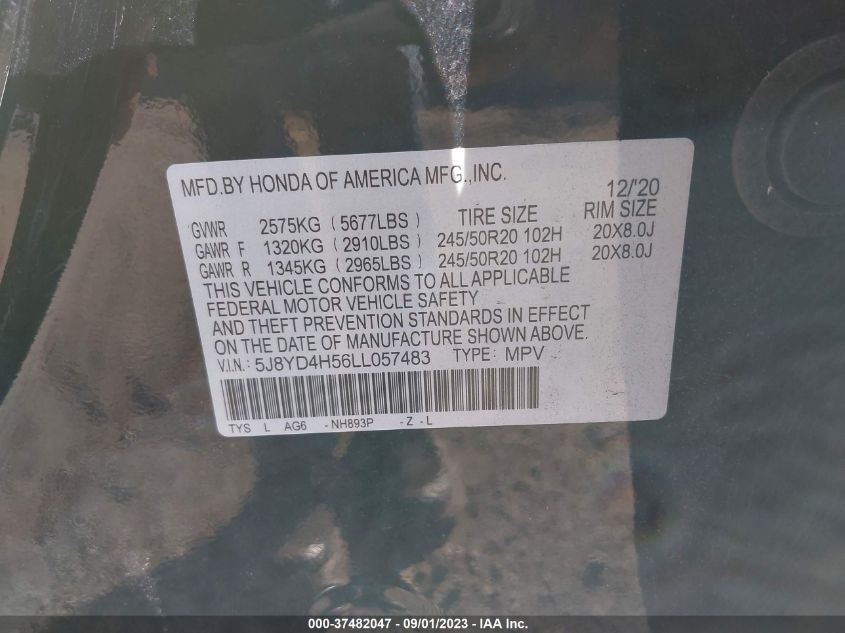 MFD.BY HONDA OF AMERICA MFG.,INC. 12/'20
GVWR 2575KG (5677LBS) TIRE SIZE RIM SIZE
GAWR F 1320KG (2910LBS) 245/50R20 102H 20X8.0J
GAWR R 1345KG (2965LBS) 245/50R20 102H 20X8.0J
THIS VEHICLE CONFORMS TO ALL APPLICABLE
FEDERAL MOTOR VEHICLE SAFETY
AND THEFT PREVENTION STANDARDS IN EFFECT
ON THE DATE OF MANUFACTURE SHOWN ABOVE.
V.I.N.: 5J8YD4H56LL057483 TYPE: MPV
TYS L AG6 -NH893P -Z -L
000-37482047 - 09/01/2023 - IAA Inc.